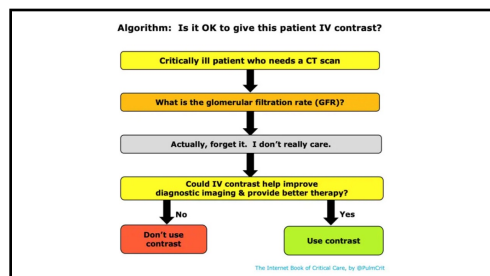 Algorithm:  Is it OK to give this patient IV contrast?
Critically ill patient who needs a CT scan
What is the glomerular filtration rate (GFR)?
Actually, forget it.  I don't really care.
Could IV contrast help improve
diagnostic imaging & provide better therapy?
No
Yes
Don't use
contrast
Use contrast
The Internet Book of Critical Care, by @PulmCrit